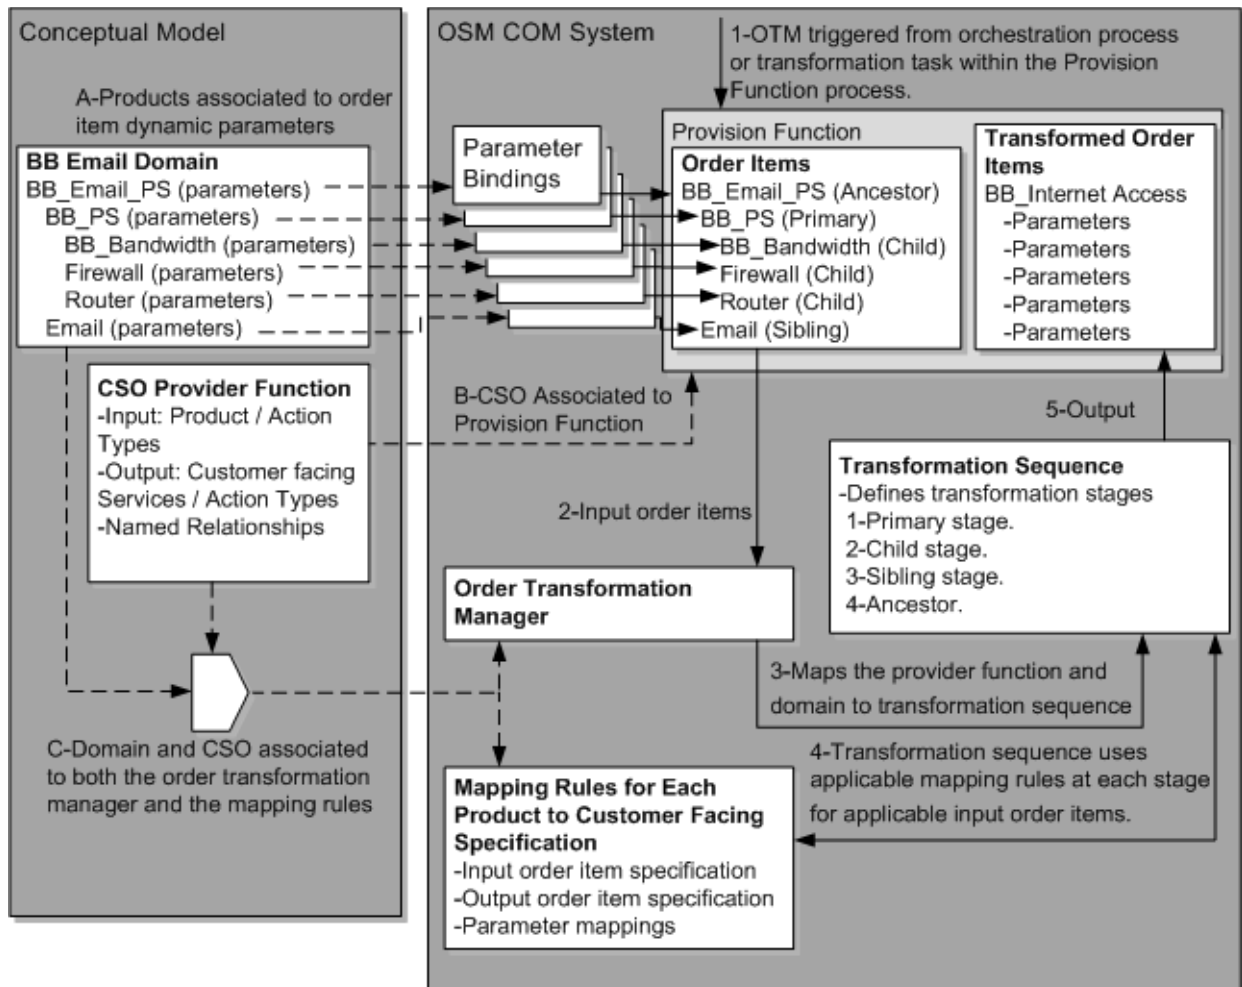 Conceptual Model
A-Products associated to order
item dynamic parameters
BB Email Domain
BB_Email_PS (parameters)
BB_PS (parameters)
BB_Bandwidth (parameters)
Firewall (parameters)
Router (parameters)
Email (parameters)
CSO Provider Function
-Input: Product / Action
Types
-Output: Customer facing
Services / Action Types
-Named Relationships
C-Domain and CSO associated
to both the order transformation
manager and the mapping rules
OSM COM System
1-OTM triggered from orchestration process
or transformation task within the Provision
Function process.
Parameter
Bindings
Provision Function
Order Items
BB_Email_PS (Ancestor)
BB_PS (Primary)
BB_Bandwidth (Child)
Firewall (Child)
Router (Child)
Email (Sibling)
Transformed Order
Items
BB_Internet Access
-Parameters
-Parameters
-Parameters
-Parameters
-Parameters
B-CSO Associated to
Provision Function
5-Output
2-Input order items
Transformation Sequence
-Defines transformation stages
1-Primary stage.
2-Child stage.
3-Sibling stage.
4-Ancestor.
Order Transformation
Manager
3-Maps the provider function and
domain to transformation sequence
4-Transformation sequence uses
applicable mapping rules at each stage
for applicable input order items.
Mapping Rules for Each
Product to Customer Facing
Specification
-Input order item specification
-Output order item specification
-Parameter mappings